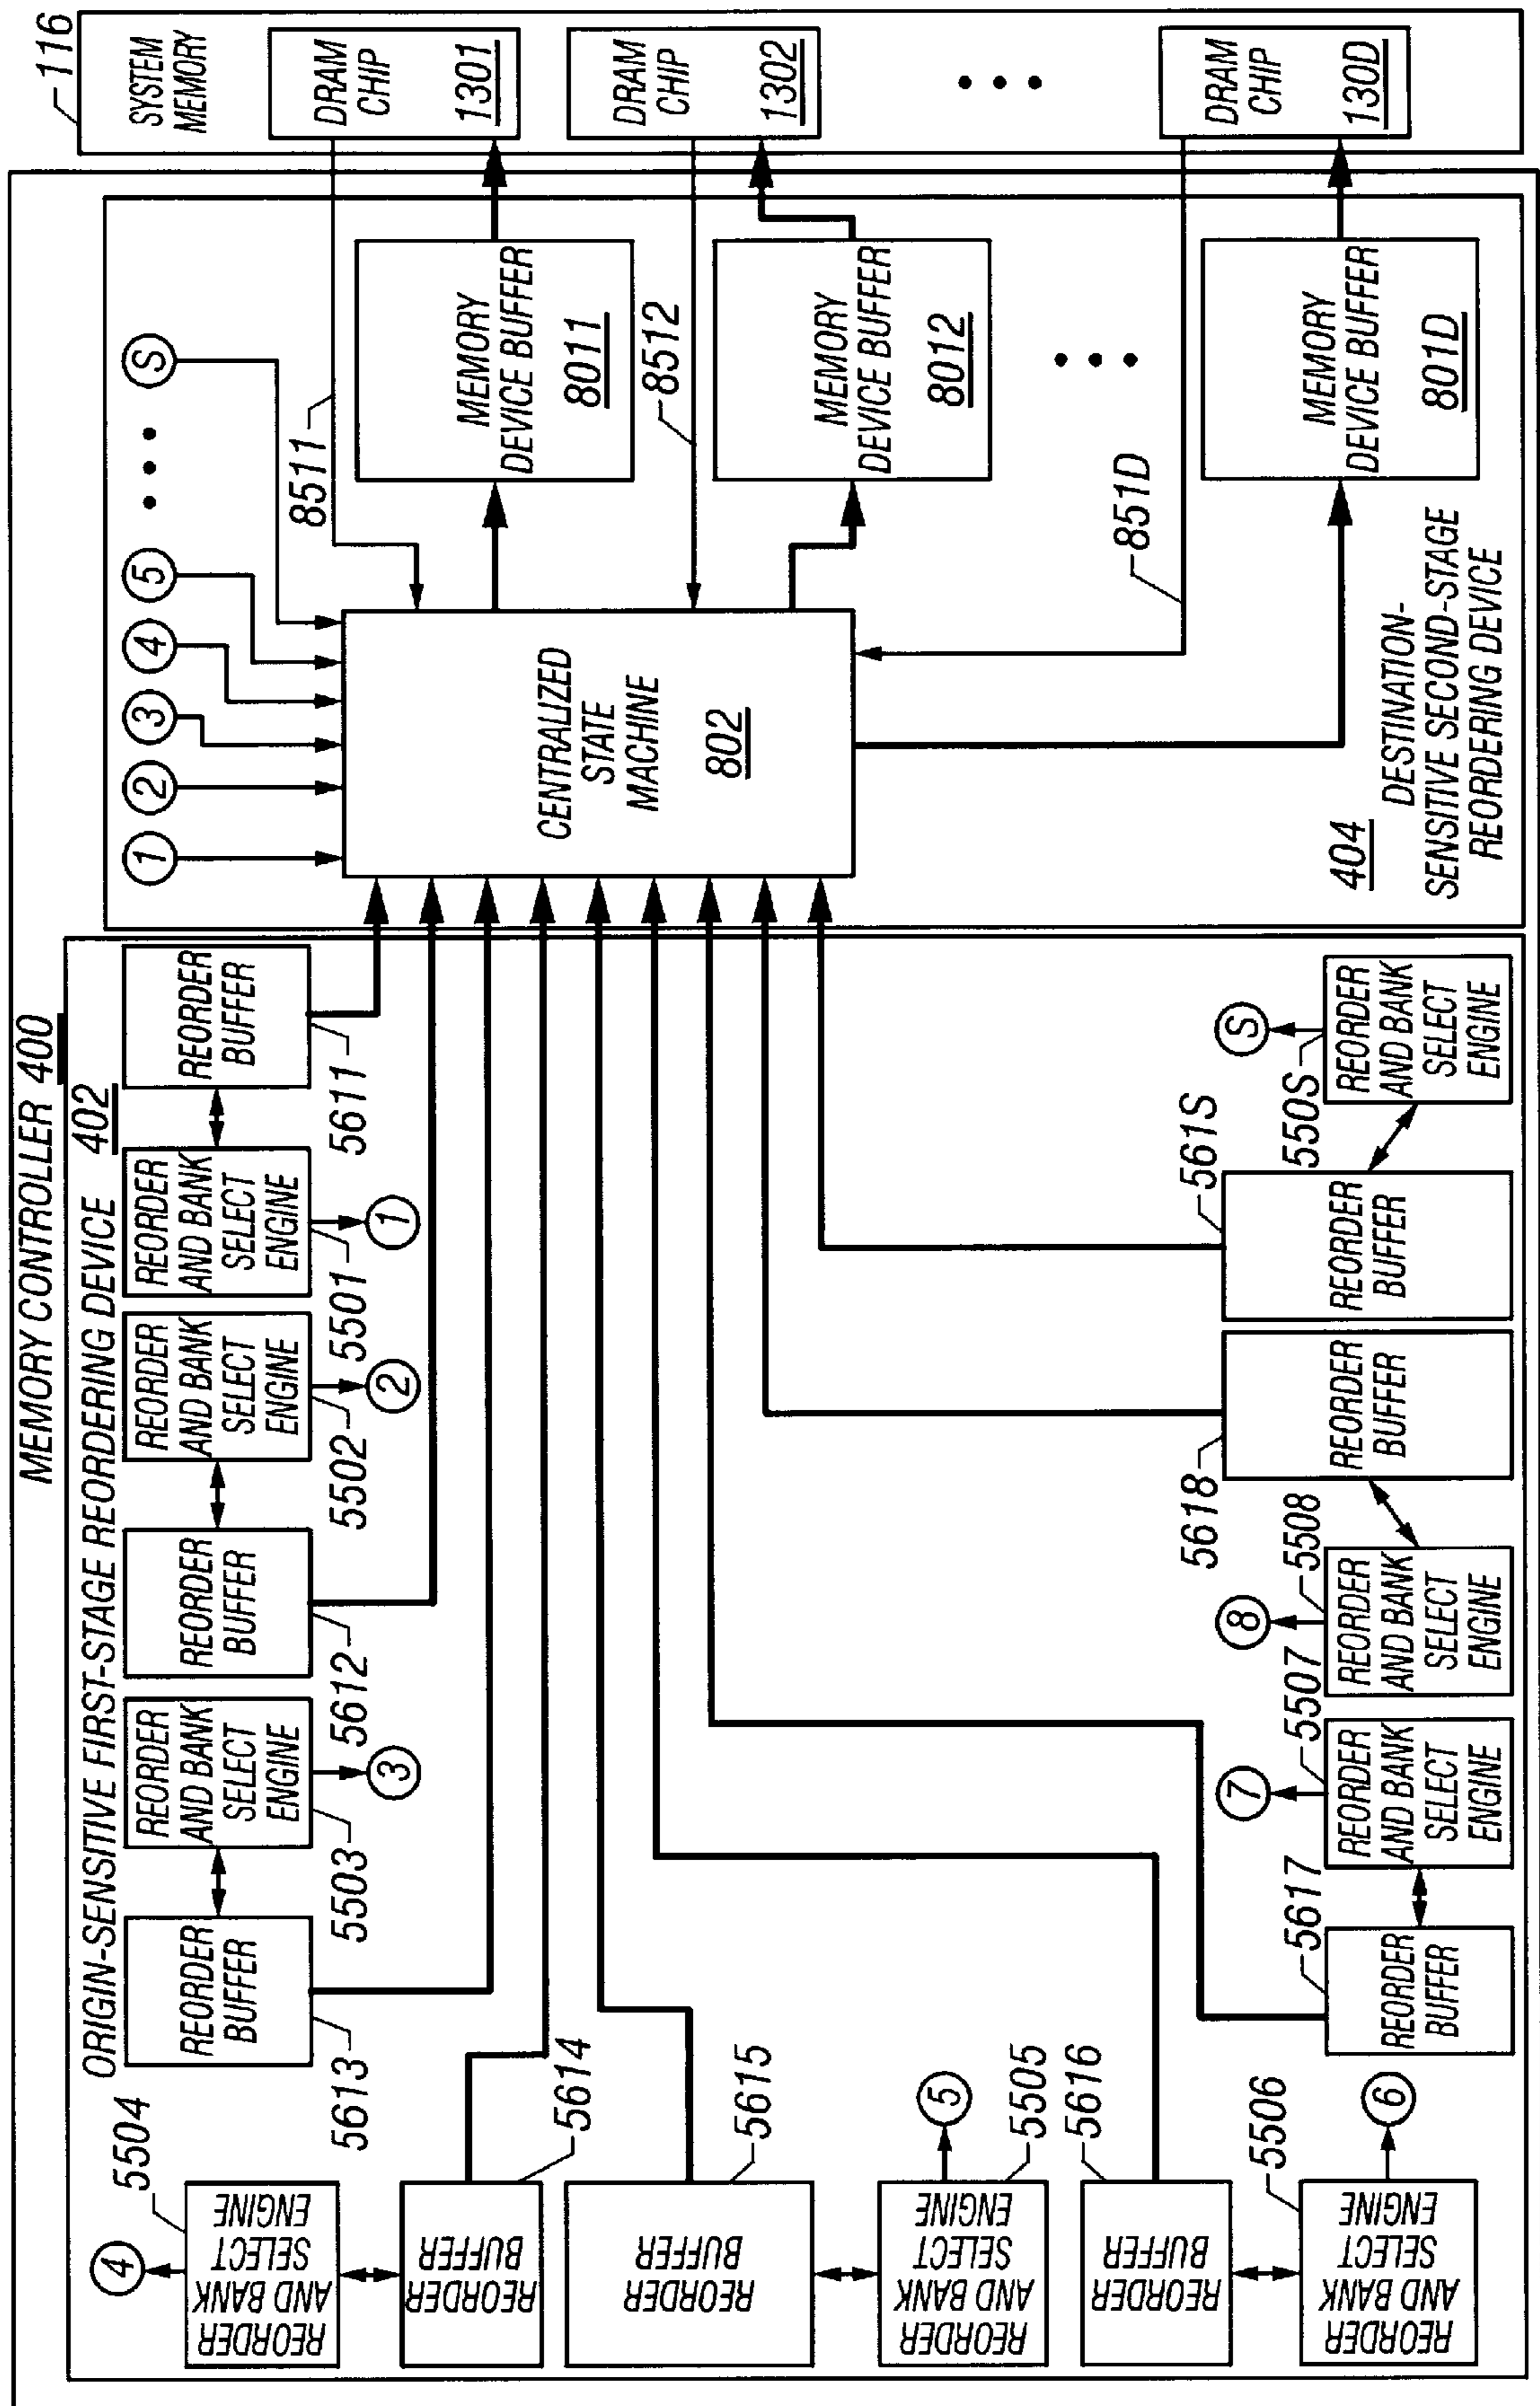 MEMORY CONTROLLER 400
ORIGIN-SENSITIVE FIRST-STAGE REORDERING DEVICE 402
4
5504
REORDER
AND BANK
SELECT
ENGINE
REORDER
BUFFER
5614
REORDER
BUFFER
5615
REORDER
AND BANK
SELECT
ENGINE
5
5505
REORDER
BUFFER
5616
REORDER
AND BANK
SELECT
ENGINE
5506
6
REORDER
BUFFER
5613
REORDER
AND BANK
SELECT
ENGINE
5503
3
REORDER
BUFFER
5612
REORDER
AND BANK
SELECT
ENGINE
5502
2
REORDER
AND BANK
SELECT
ENGINE
5501
1
REORDER
BUFFER
5611
REORDER
BUFFER
5617
REORDER
AND BANK
SELECT
ENGINE
5507
7
REORDER
AND BANK
SELECT
ENGINE
5508
8
REORDER
BUFFER
5618
REORDER
BUFFER
561S
REORDER
AND BANK
SELECT
ENGINE
550S
S
1
2
3
4
5
• • •
S
CENTRALIZED
STATE
MACHINE
802
404
DESTINATION-
SENSITIVE SECOND-STAGE
REORDERING DEVICE
8511
MEMORY
DEVICE BUFFER
8011
8512
MEMORY
DEVICE BUFFER
8012
• • •
851D
MEMORY
DEVICE BUFFER
801D
116
SYSTEM
MEMORY
DRAM
CHIP
1301
DRAM
CHIP
1302
• • •
DRAM
CHIP
130D